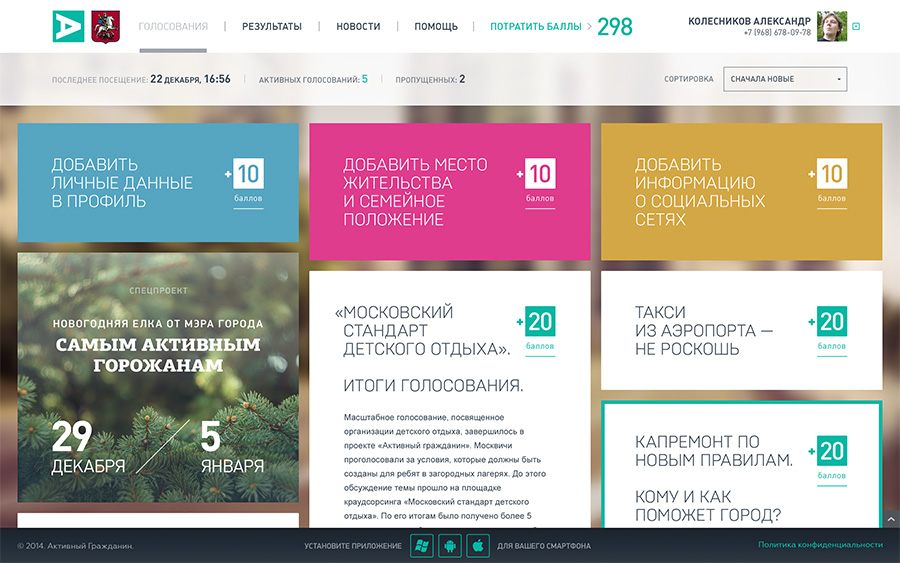 ГОЛОСОВАНИЯ | РЕЗУЛЬТАТЫ | НОВОСТИ | ПОМОЩЬ | ПОТРАТИТЬ БАЛЛЫ > 298
КОЛЕСНИКОВ АЛЕКСАНДР
+7 (968) 678-09-78
ПОСЛЕДНЕЕ ПОСЕЩЕНИЕ: 22 ДЕКАБРЯ, 16:56 | АКТИВНЫХ ГОЛОСОВАНИЙ: 5 | ПРОПУЩЕННЫХ: 2
СОРТИРОВКА СНАЧАЛА НОВЫЕ
ДОБАВИТЬ
ЛИЧНЫЕ ДАННЫЕ
В ПРОФИЛЬ
+10
баллов
ДОБАВИТЬ МЕСТО
ЖИТЕЛЬСТВА
И СЕМЕЙНОЕ
ПОЛОЖЕНИЕ
+10
баллов
ДОБАВИТЬ
ИНФОРМАЦИЮ
О СОЦИАЛЬНЫХ
СЕТЯХ
+10
баллов
СПЕЦПРОЕКТ
НОВОГОДНЯЯ ЕЛКА ОТ МЭРА ГОРОДА
САМЫМ АКТИВНЫМ
ГОРОЖАНАМ
29
ДЕКАБРЯ
5
ЯНВАРЯ
«МОСКОВСКИЙ
СТАНДАРТ
ДЕТСКОГО ОТДЫХА».
ИТОГИ ГОЛОСОВАНИЯ.
+20
баллов
Масштабное голосование, посвященное
организации детского отдыха, завершилось в
проекте «Активный гражданин». Москвичи
проголосовали за условия, которые должны быть
созданы для ребят в загородных лагерях. До этого
обсуждение темы прошло на площадке
краудсорсинга «Московский стандарт детского
отдыха». По его итогам было получено более 5
ТАКСИ
ИЗ АЭРОПОРТА —
НЕ РОСКОШЬ
+20
баллов
КАПРЕМОНТ ПО
НОВЫМ ПРАВИЛАМ.
КОМУ И КАК
ПОМОЖЕТ ГОРОД?
+20
баллов
© 2014. Активный Гражданин.
УСТАНОВИТЕ ПРИЛОЖЕНИЕ
ДЛЯ ВАШЕГО СМАРТФОНА
Политика конфиденциальности